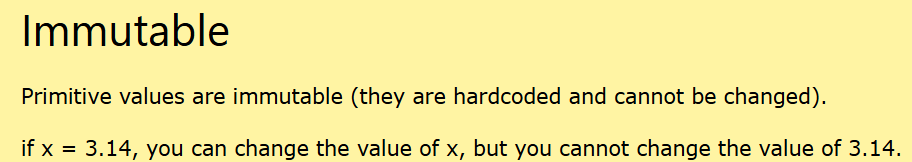 Immutable
Primitive values are immutable (they are hardcoded and cannot be changed).
if x = 3.14, you can change the value of x, but you cannot change the value of 3.14.